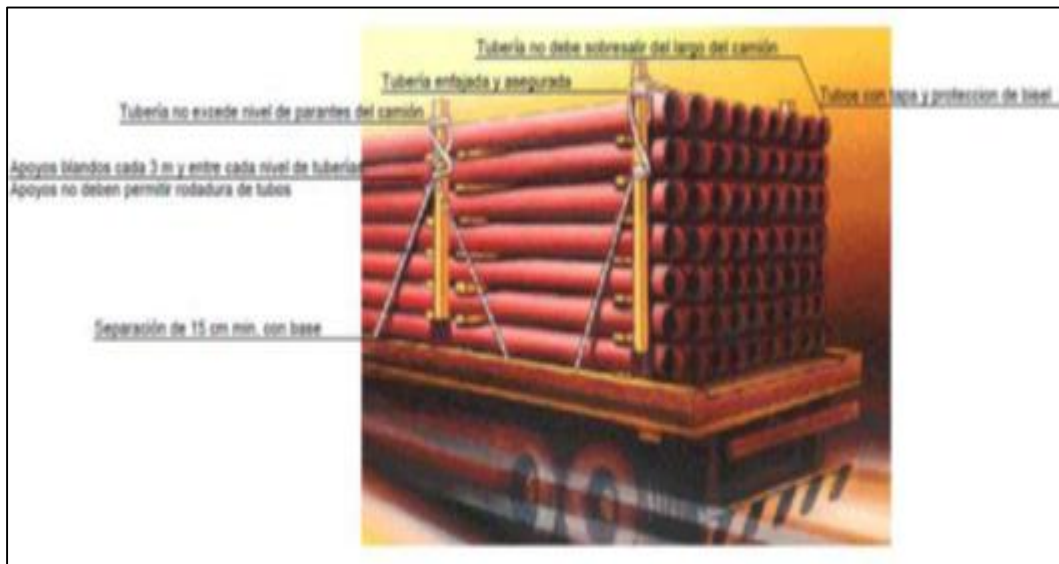 Tubería no debe sobresalir del largo del camión
Tubería enfajada y asegurada
Tubos con tapa y proteccion de bisel
Tubería no excede nivel de parantes del camión
Apoyos blandos cada 3 m y entre cada nivel de tuberias
Apoyos no deben permitir rodadura de tubos
Separación de 15 cm min. con base